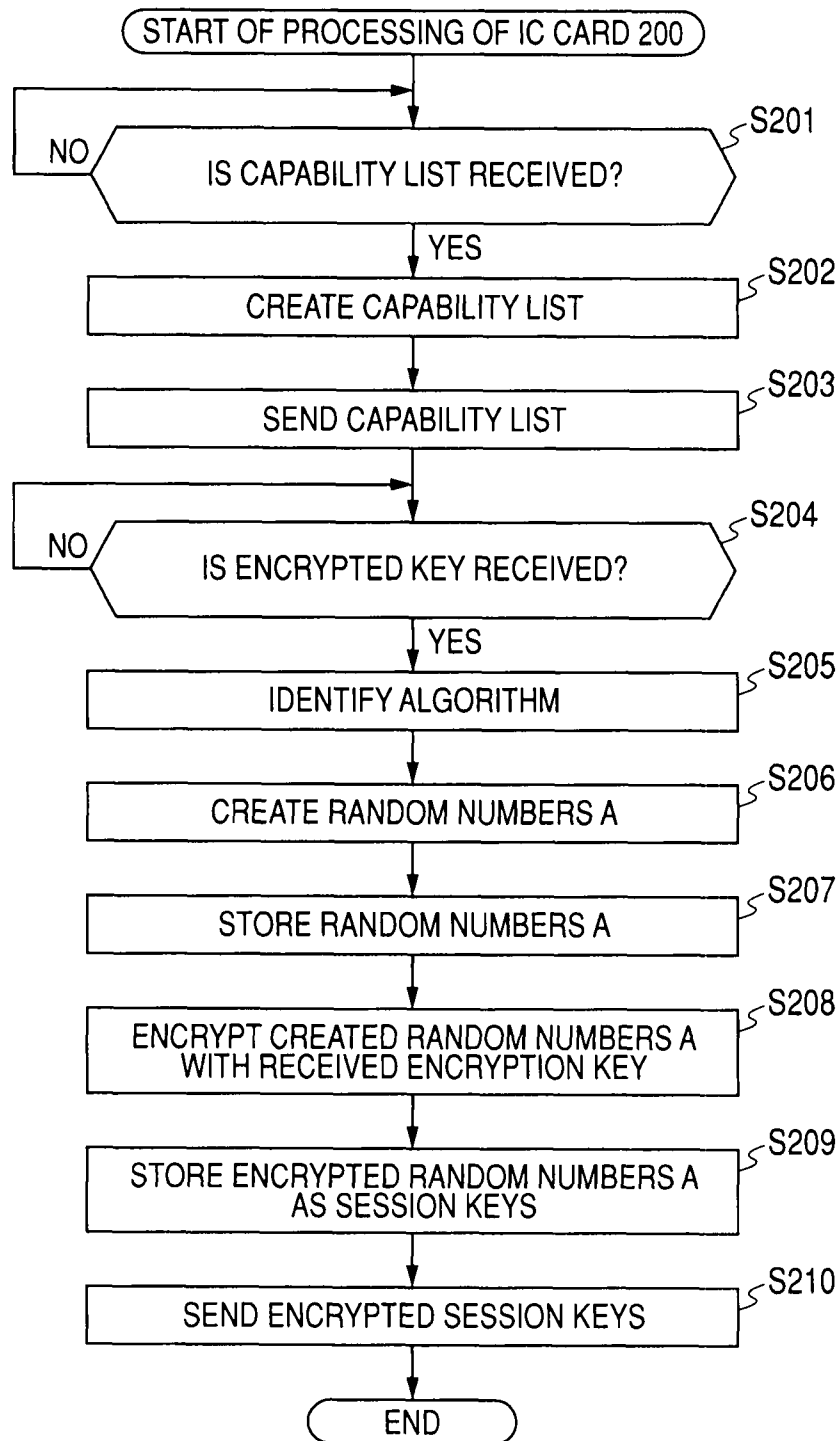 START OF PROCESSING OF IC CARD 200
S201
NO
IS CAPABILITY LIST RECEIVED?
YES
S202
CREATE CAPABILITY LIST
S203
SEND CAPABILITY LIST
S204
NO
IS ENCRYPTED KEY RECEIVED?
YES
S205
IDENTIFY ALGORITHM
S206
CREATE RANDOM NUMBERS A
S207
STORE RANDOM NUMBERS A
S208
ENCRYPT CREATED RANDOM NUMBERS A
WITH RECEIVED ENCRYPTION KEY
S209
STORE ENCRYPTED RANDOM NUMBERS A
AS SESSION KEYS
S210
SEND ENCRYPTED SESSION KEYS
END